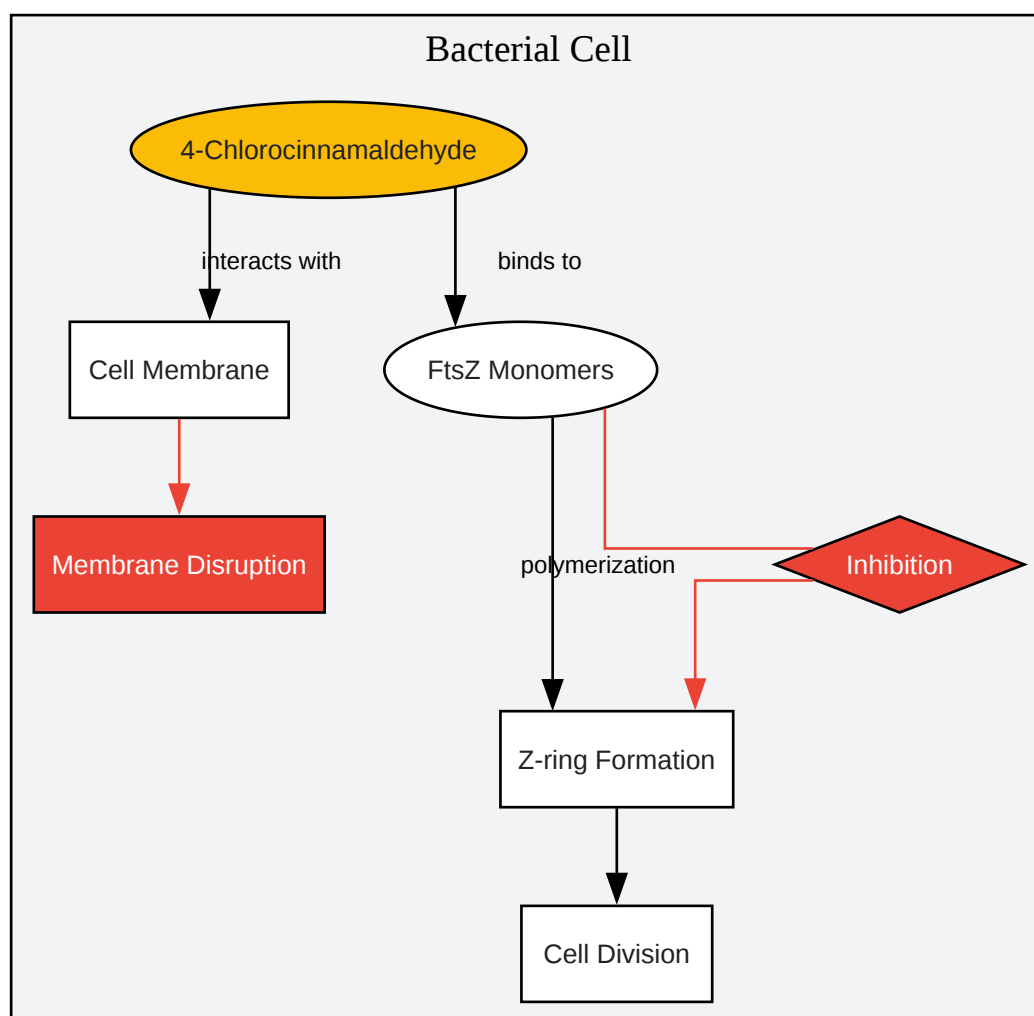 Bacterial Cell
4-Chlorocinnamaldehyde
interacts with
binds to
Cell Membrane
FtsZ Monomers
Membrane Disruption
polymerization
Inhibition
Z-ring Formation
Cell Division